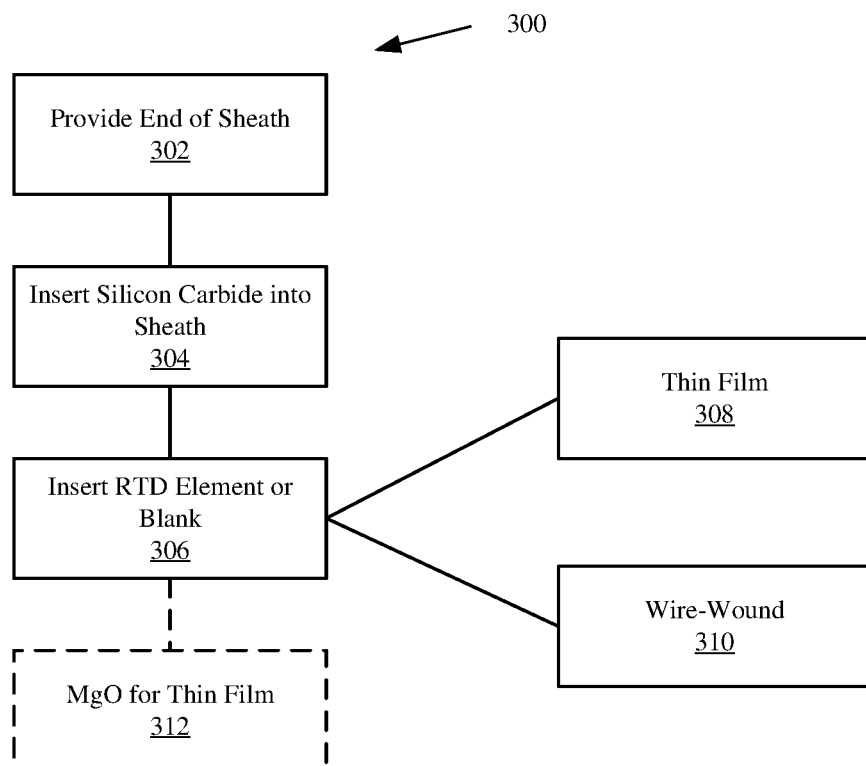 300
Provide End of Sheath
302
Insert Silicon Carbide into
Sheath
304
Thin Film
308
Insert RTD Element or
Blank
306
Wire-Wound
310
MgO for Thin Film
312